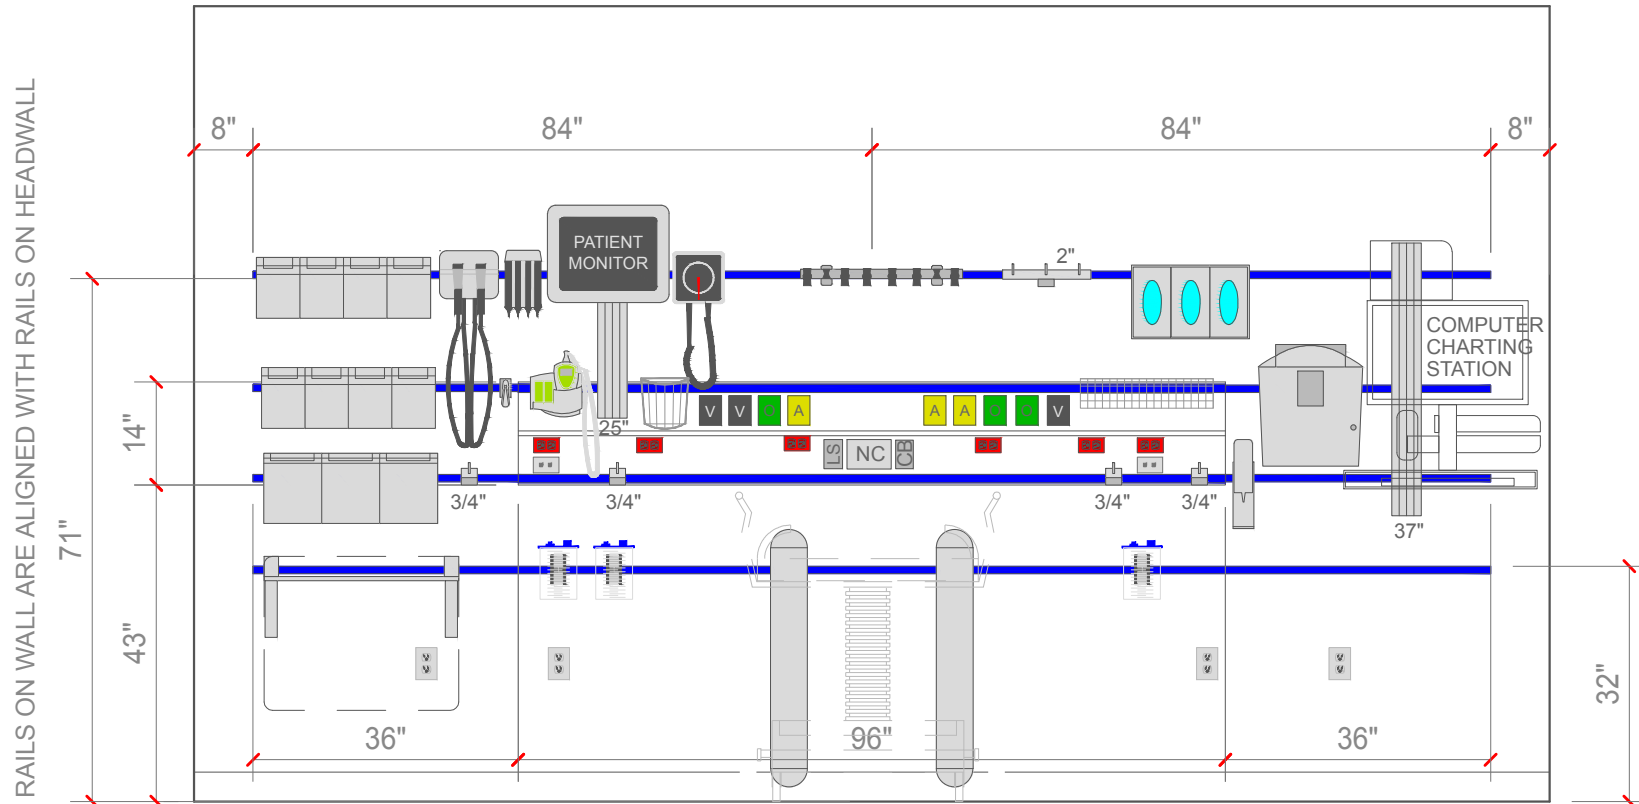 RAILS ON WALL ARE ALIGNED WITH RAILS ON HEADWALL
8"
84"
84"
8"
PATIENT
MONITOR
2"
COMPUTER
CHARTING
STATION
14"
25"
V
V
A
A
A
V
LS
NC
CB
3/4"
3/4"
3/4"
3/4"
37"
71"
43"
32"
36"
96"
36"